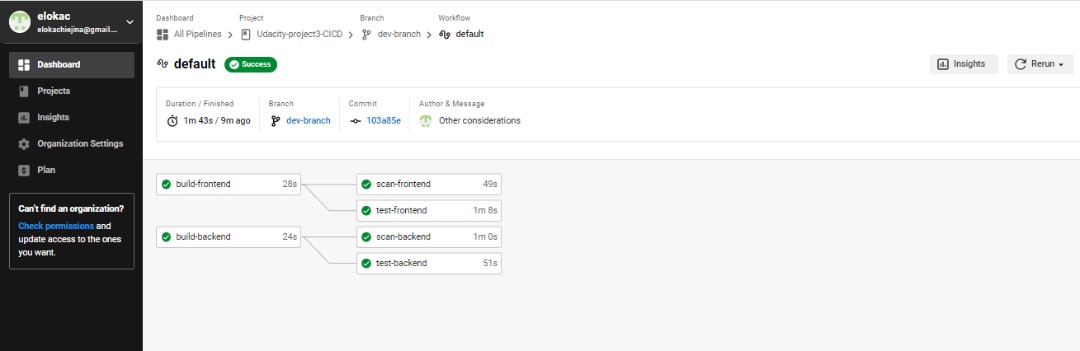 elokac
elokachiejina@gmail...
Dashboard
Projects
Insights
Organization Settings
Plan
Can't find an organization?
Check permissions and
update access to the ones
you want.
Dashboard Project Branch Workflow
All Pipelines Udacity-project3-CICD dev-branch default
default Success
Insights Rerun
Duration / Finished Branch Commit Author & Message
1m 43s / 9m ago dev-branch 103a85e Other considerations
build-frontend 28s scan-frontend 49s
test-frontend 1m 8s
build-backend 24s scan-backend 1m 0s
test-backend 51s